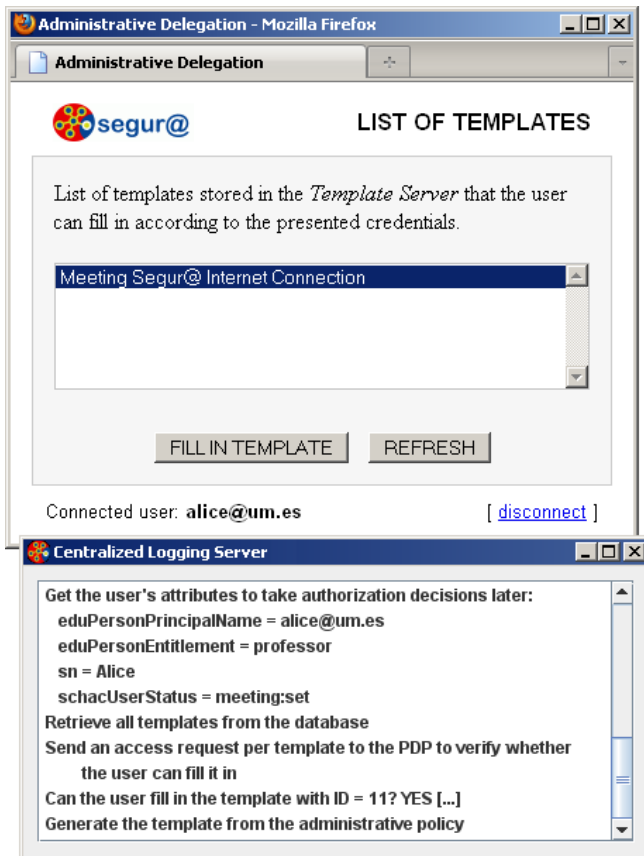 Administrative Delegation - Mozilla Firefox
Administrative Delegation
segur@
LIST OF TEMPLATES
List of templates stored in the Template Server that the user
can fill in according to the presented credentials.
Meeting Segur@ Internet Connection
FILL IN TEMPLATE
REFRESH
Connected user: alice@um.es
[ disconnect ]
Centralized Logging Server
Get the user's attributes to take authorization decisions later:
eduPersonPrincipalName = alice@um.es
eduPersonEntitlement = professor
sn = Alice
schacUserStatus = meeting:set
Retrieve all templates from the database
Send an access request per template to the PDP to verify whether
the user can fill it in
Can the user fill in the template with ID = 11? YES [...]
Generate the template from the administrative policy